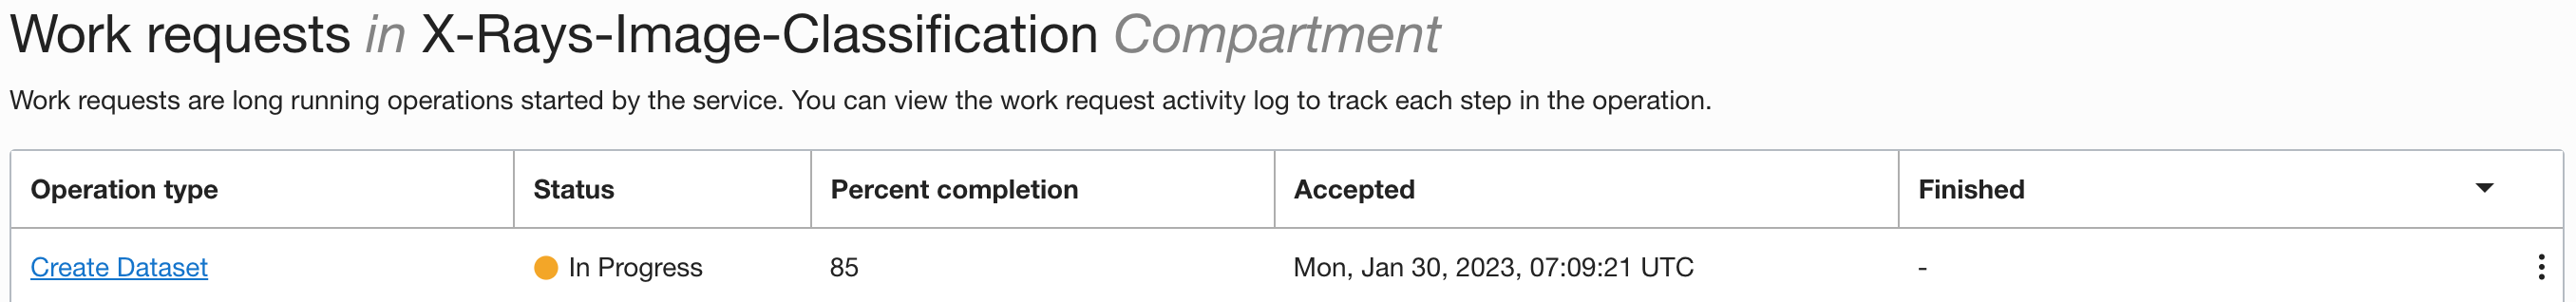 Work requests in X-Rays-Image-Classification Compartment
Work requests are long running operations started by the service. You can view the work request activity log to track each step in the operation.
Operation type Status Percent completion Accepted Finished
Create Dataset In Progress 85 Mon, Jan 30, 2023, 07:09:21 UTC -